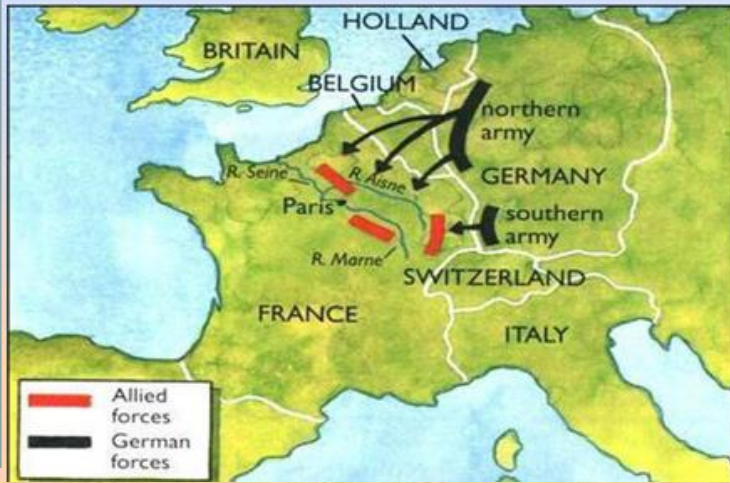 HOLLAND
BRITAIN
BELGIUM
northern
army
R. Seine
R. Aisne
GERMANY
Paris
southern
army
R. Marne
SWITZERLAND
FRANCE
ITALY
Allied
forces
German
forces